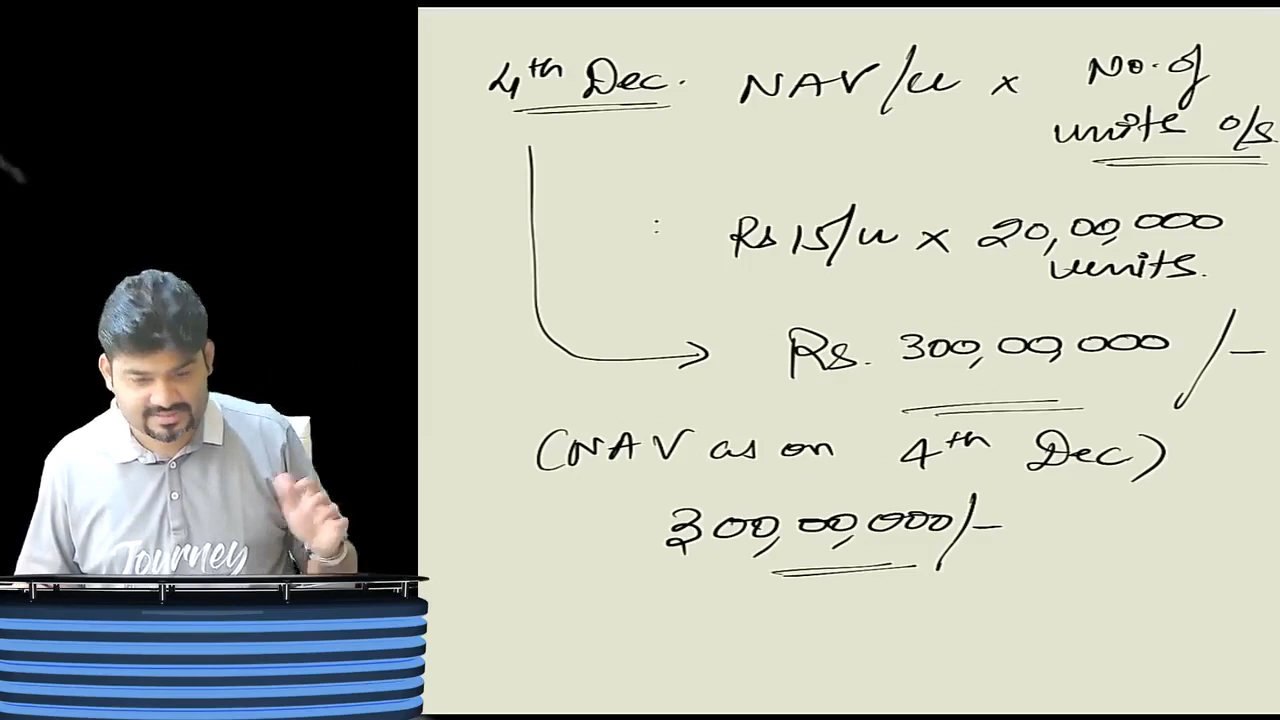 4th Dec. NAV/u × No. of
units o/s.
: Rs 15/u × 20,00,000
units.
Rs. 300,00,000 /-
(NAV as on 4th Dec)
300,00,000/-
Journey